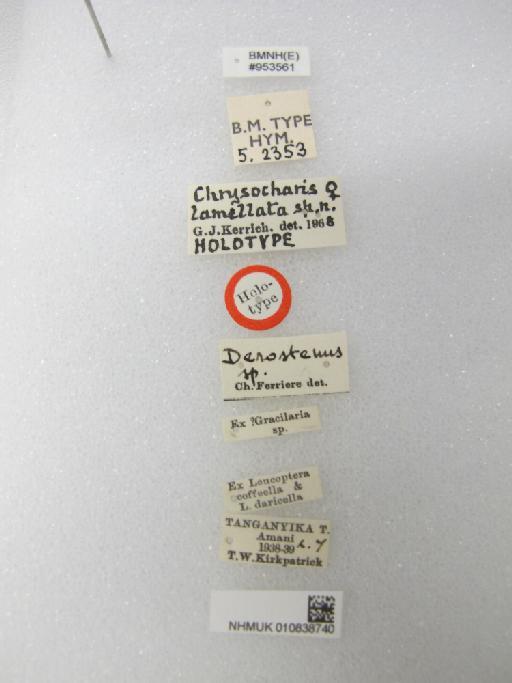 BMNH(E)
#953561
B.M. TYPE
HYM.
5. 2353
Chrysocharis ♀
lamellata sp.n.
G.J.Kerrich. det. 1968
HOLOTYPE
Holo-
type
Derostenus
sp.
Ch. Ferriere det.
Ex ?Gracilaria
sp.
Ex Leucoptera
coffeella &
L. daricella
TANGANYIKA T.
Amani
1938-39
T.W.Kirkpatrick
NHMUK 010838740